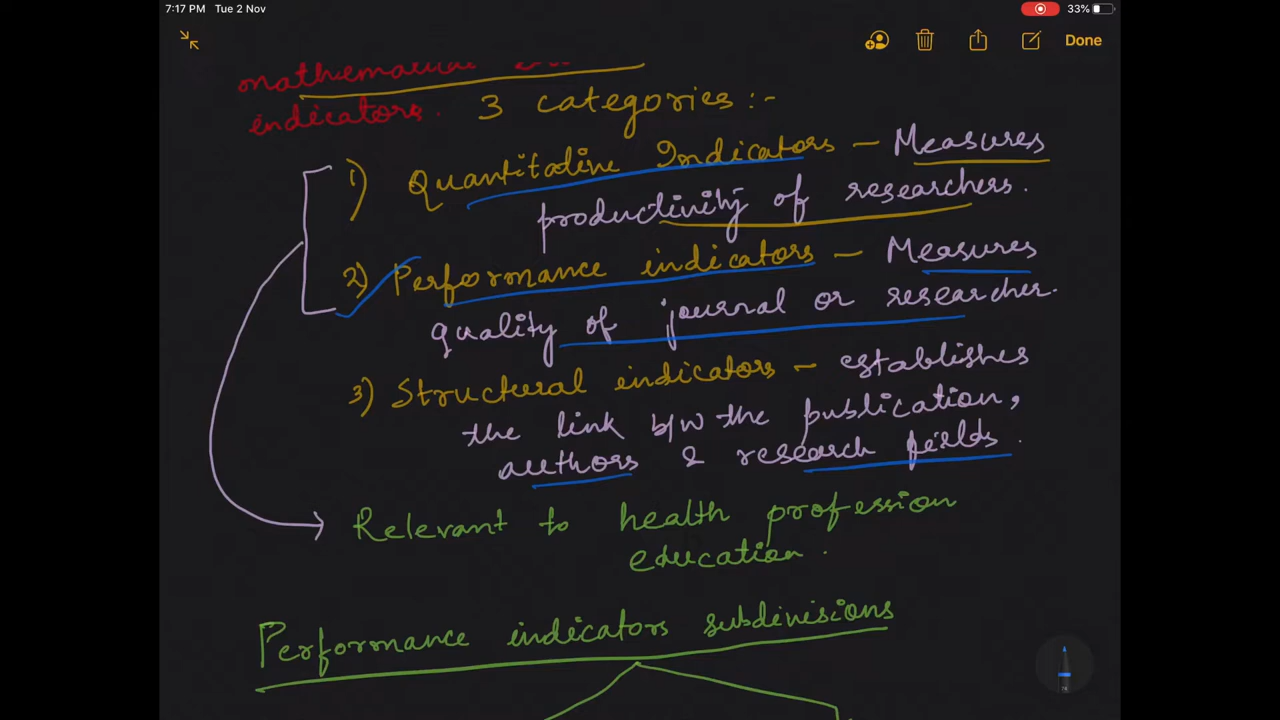 7:17 PM Tue 2 Nov
33%
Done
mathematical
indicators.
3 categories :-
1) Quantitative Indicators - Measures
productivity of researchers.
2) Performance indicators - Measures
quality of journal or researcher.
3) Structural indicators - establishes
the link b/w the publication,
authors & research fields.
Relevant to health profession
education.
Performance indicators subdivisions